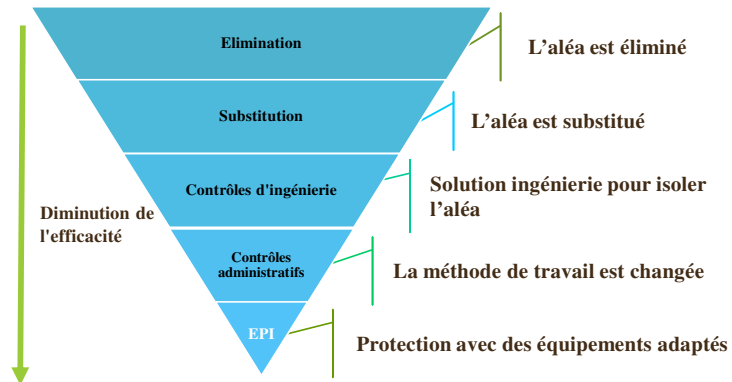 Elimination
L'aléa est éliminé
Substitution
L'aléa est substitué
Contrôles d'ingénierie
Solution ingénierie pour isoler
l'aléa
Diminution de
l'efficacité
Contrôles
administratifs
La méthode de travail est changée
EPI
Protection avec des équipements adaptés